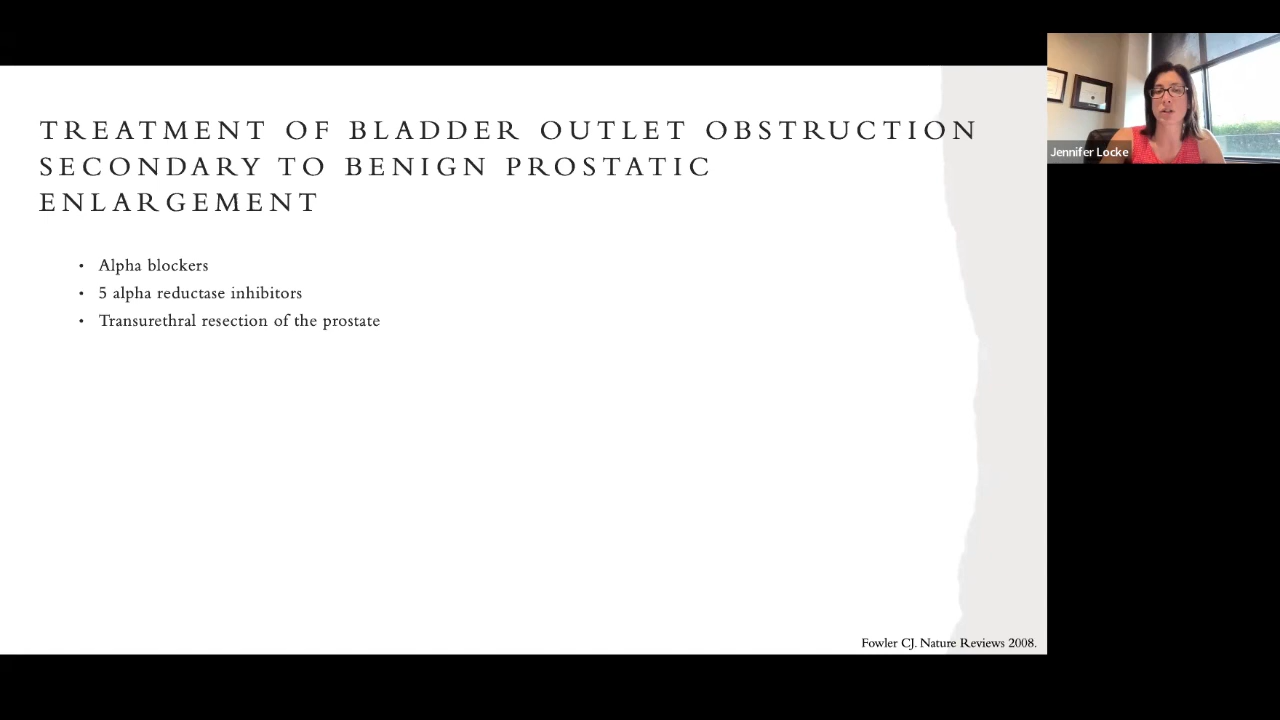 TREATMENT OF BLADDER OUTLET OBSTRUCTION
SECONDARY TO BENIGN PROSTATIC
ENLARGEMENT
• Alpha blockers
• 5 alpha reductase inhibitors
• Transurethral resection of the prostate
Fowler CJ. Nature Reviews 2008.
Jennifer Locke